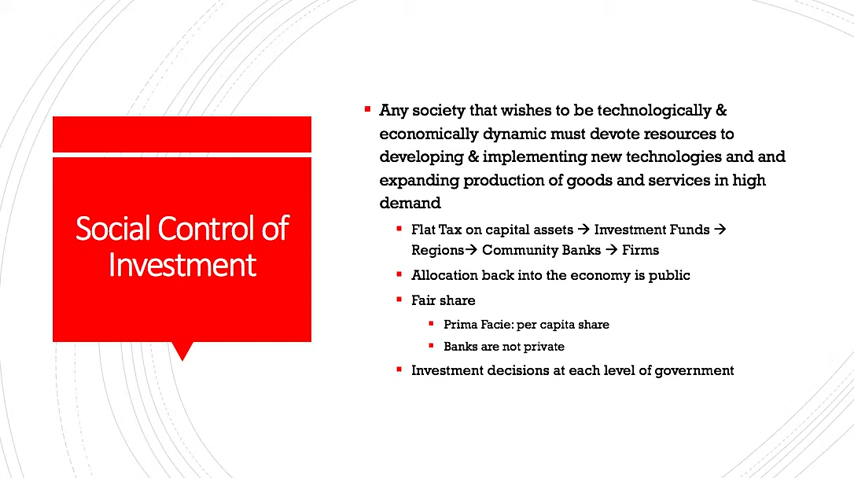 Social Control of
Investment
Any society that wishes to be technologically &
economically dynamic must devote resources to
developing & implementing new technologies and and
expanding production of goods and services in high
demand
Flat Tax on capital assets → Investment Funds →
Regions→ Community Banks → Firms
Allocation back into the economy is public
Fair share
Prima Facie: per capita share
Banks are not private
Investment decisions at each level of government